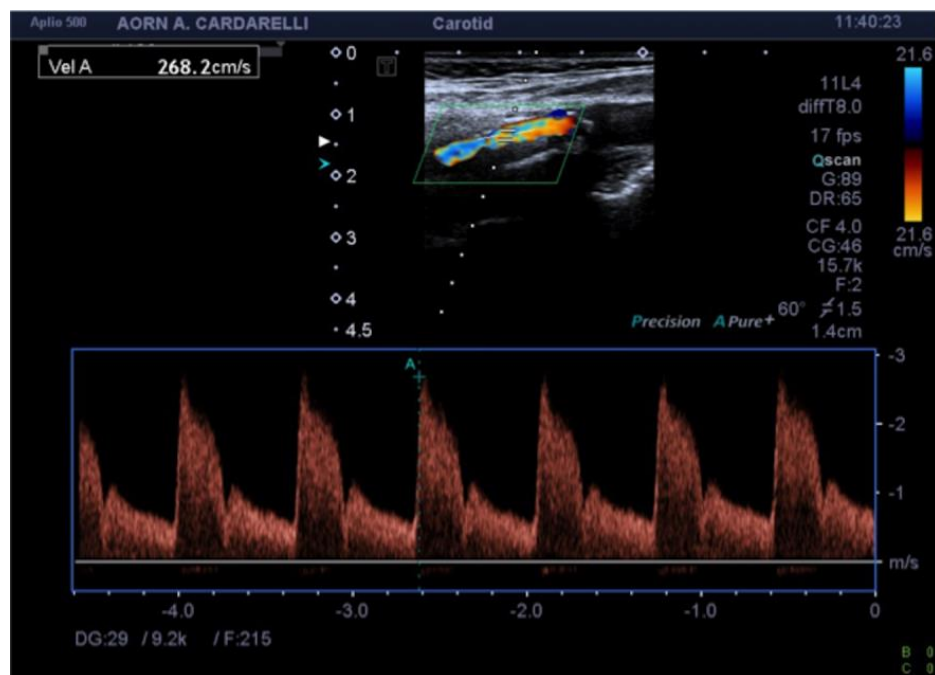 Aplio 500 AORN A. CARDARELLI Carotid 11:40:23
Vel A 268.2cm/s
T
0
1
2
3
4
4.5
21.6
11L4
diffT8.0
17 fps
Qscan
G:89
DR:65
CF 4.0
CG:46
15.7k
F:2
21.6
cm/s
60° 1.5
1.4cm
Precision A Pure+
A
-3
-2
-1
m/s
-4.0 -3.0 -2.0 -1.0 0
DG:29 /9.2k /F:215
B 0
C 0